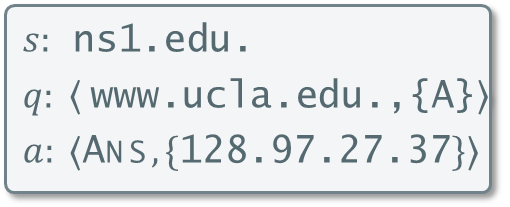 s: ns1.edu.
q: ⟨www.ucla.edu.,{A}⟩
a: ⟨ANS,{128.97.27.37}⟩